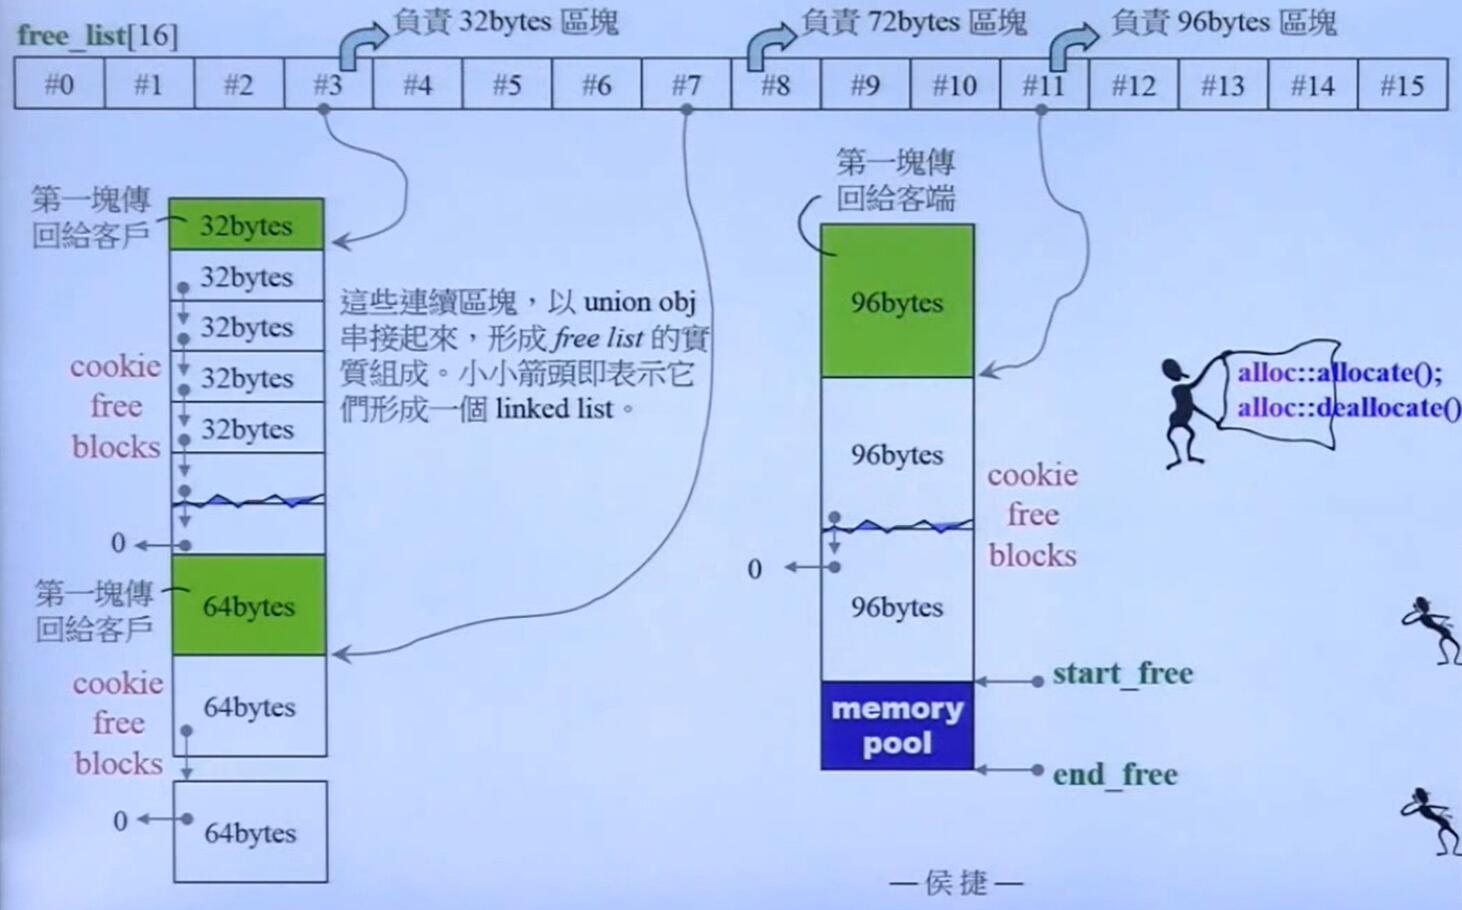 負責 32bytes 區塊
負責 72bytes 區塊
負責 96bytes 區塊
free_list[16]
#0 #1 #2 #3 #4 #5 #6 #7 #8 #9 #10 #11 #12 #13 #14 #15
第一塊傳
回給客戶
32bytes
32bytes
32bytes
32bytes
32bytes
cookie
free
blocks
0
這些連續區塊，以 union obj
串接起來，形成 free list 的實
質組成。小小箭頭即表示它
們形成一個 linked list。
第一塊傳
回給客戶
64bytes
cookie
free
blocks
64bytes
0
64bytes
第一塊傳
回給客端
96bytes
96bytes
cookie
free
blocks
0
96bytes
memory
pool
start_free
end_free
alloc::allocate();
alloc::deallocate()
—侯捷—